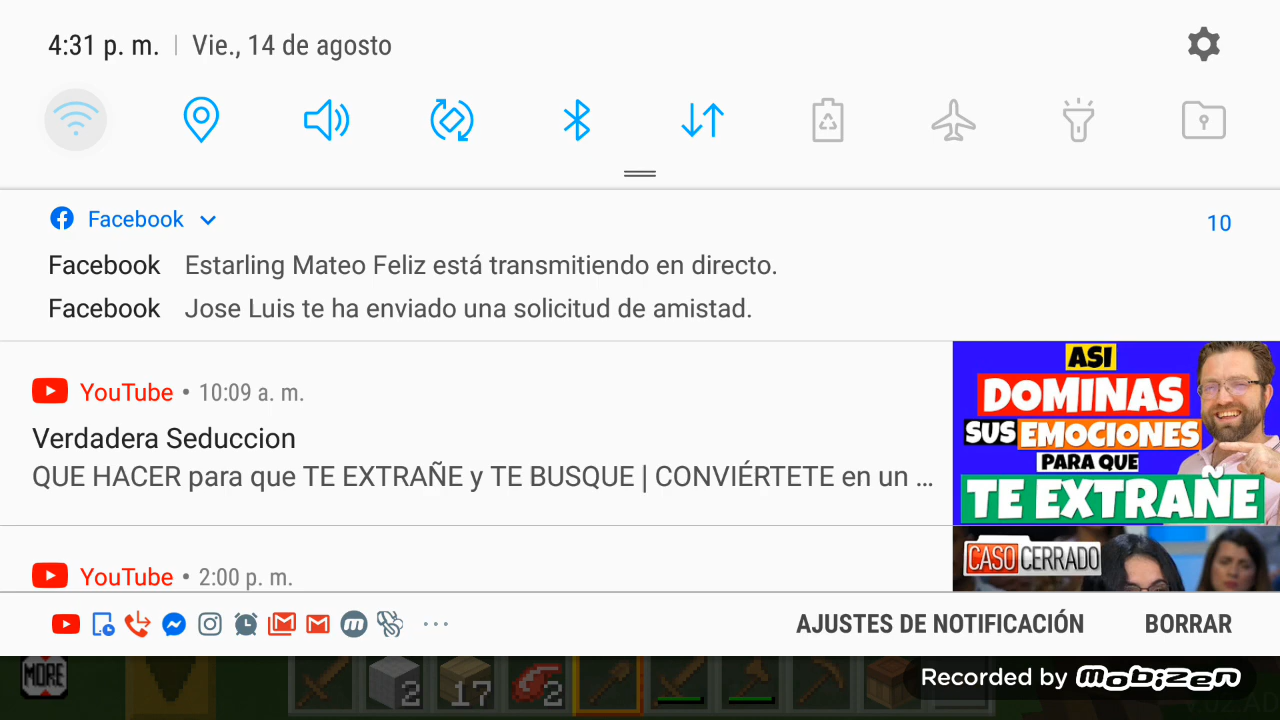 4:31 p. m. | Vie., 14 de agosto
Facebook
10
Facebook Estarling Mateo Feliz está transmitiendo en directo.
Facebook Jose Luis te ha enviado una solicitud de amistad.
YouTube • 10:09 a. m.
Verdadera Seduccion
QUE HACER para que TE EXTRAÑE y TE BUSQUE | CONVIÉRTETE en un ...
ASI
DOMINAS
SUS EMOCIONES
PARA QUE
TE EXTRAÑE
YouTube • 2:00 p. m.
CASO CERRADO
AJUSTES DE NOTIFICACIÓN BORRAR
MORE
2
17
2
Recorded by mobizen